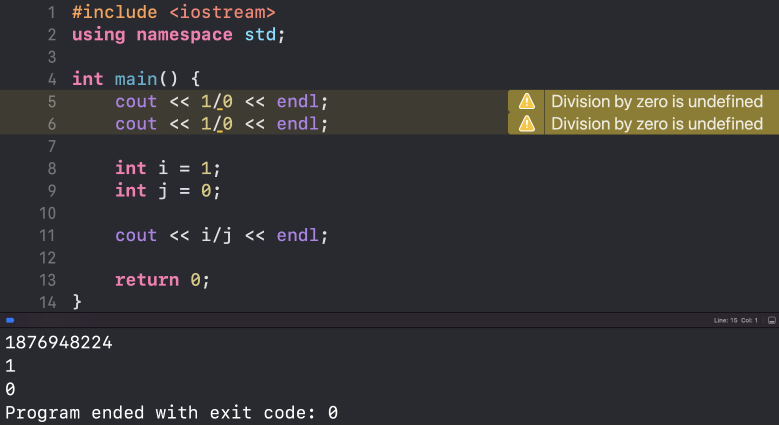 1 #include <iostream>
2 using namespace std;
3
4 int main() {
5 cout << 1/0 << endl; Division by zero is undefined
6 cout << 1/0 << endl; Division by zero is undefined
7
8 int i = 1;
9 int j = 0;
10
11 cout << i/j << endl;
12
13 return 0;
14 }
Line: 15 Col: 1
1876948224
1
0
Program ended with exit code: 0